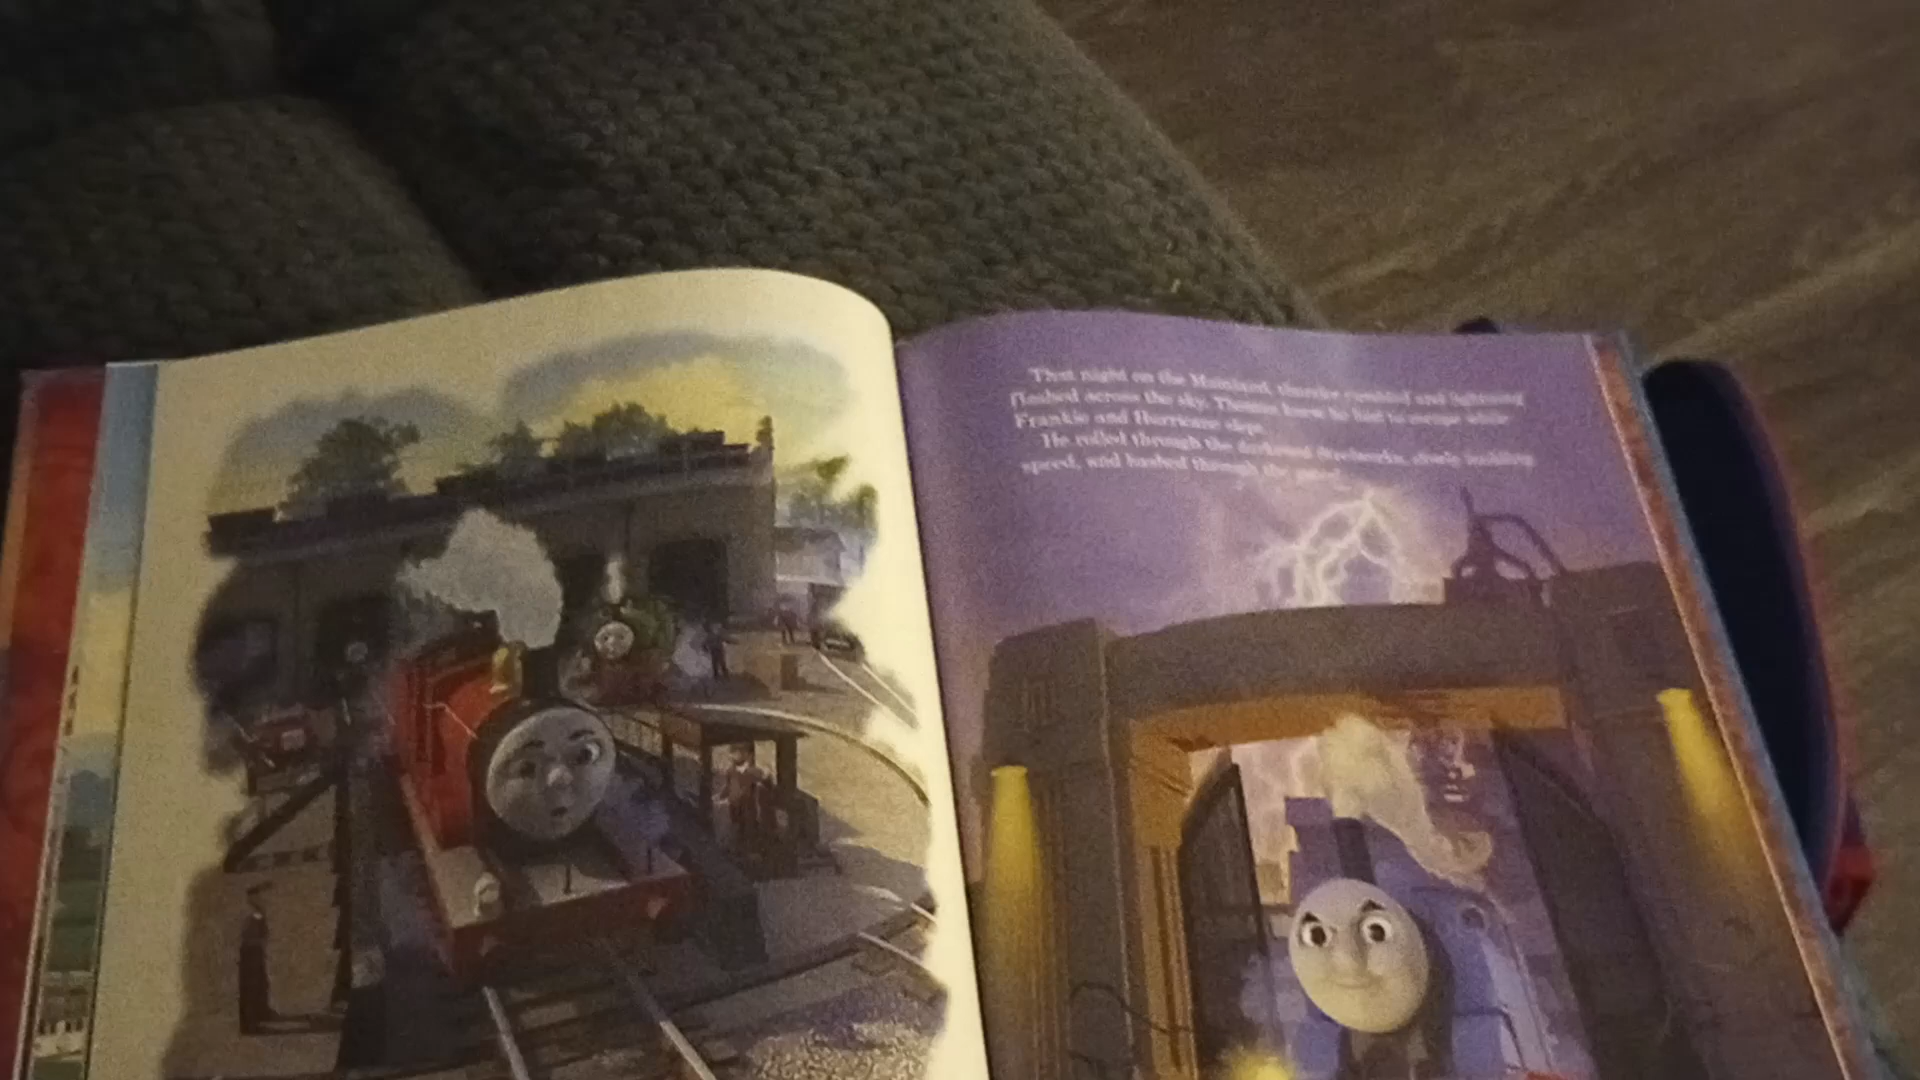 That night on the Mainland, thunder rumbled and lightning
flashed across the sky. Thomas knew he had to escape while
Frankie and Hurricane slept.
He rolled through the darkened Steelworks, slowly building
speed, and bashed through the